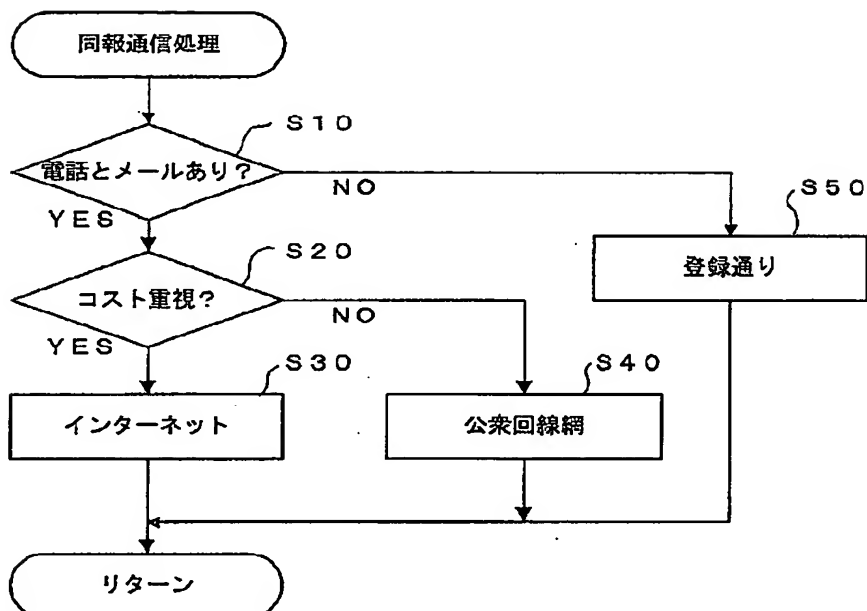 同報通信処理
S10
電話とメールあり?
NO
YES
S50
登録通り
S20
コスト重視?
NO
YES
S30
インターネット
S40
公衆回線網
リターン